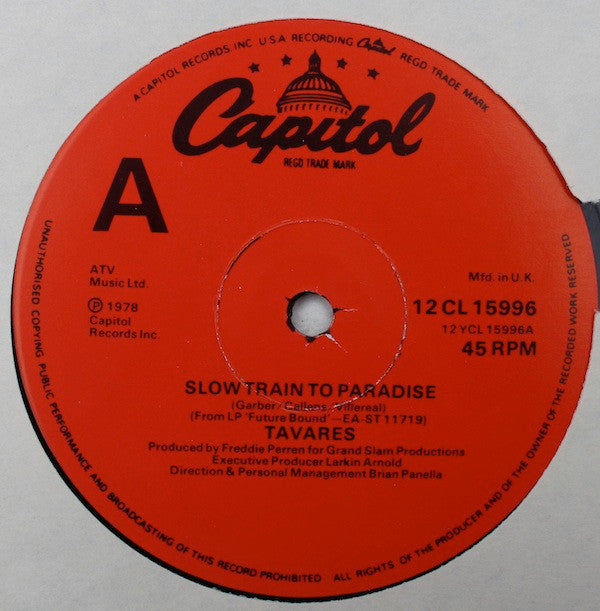 A CAPITOL RECORDS INC U S A RECORDING Capitol REGD TRADE MARK
Capitol
REGD TRADE MARK
A
ATV
Music Ltd.
Ⓟ 1978
Capitol
Records Inc.
Mfd. in U.K.
12 CL 15996
12 YCL 15996A
45 RPM
SLOW TRAIN TO PARADISE
(Garber/Callens/Villereal)
(From LP 'Future Bound'—EA-ST 11719)
TAVARES
Produced by Freddie Perren for Grand Slam Productions
Executive Producer Larkin Arnold
Direction & Personal Management Brian Panella
UNAUTHORISED COPYING PUBLIC PERFORMANCE AND BROADCASTING OF THIS RECORD PROHIBITED ALL RIGHTS OF THE PRODUCER AND OF THE OWNER OF THE RECORDED WORK RESERVED